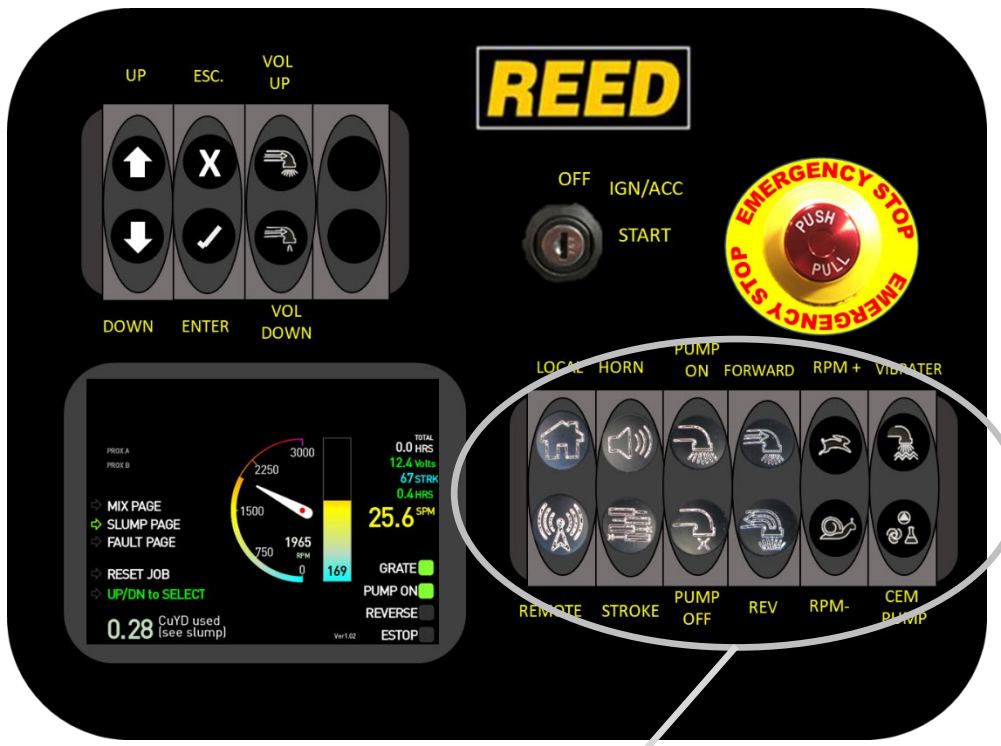 REED
UP ESC. VOL UP
X
DOWN ENTER VOL DOWN
OFF IGN/ACC
START
EMERGENCY STOP
PUSH
PULL
EMERGENCY STOP
LOCAL HORN PUMP ON FORWARD RPM + VIBRATER
REMOTE STROKE PUMP OFF REV RPM- CEM PUMP
PROX A
PROX B
MIX PAGE
SLUMP PAGE
FAULT PAGE
RESET JOB
UP/DN to SELECT
0.28 CuYD used
(see slump)
3000
2250
1500
750
0
1965
RPM
169
TOTAL
0.0 HRS
12.4 Volts
67 STRK
0.4 HRS
25.6 SPM
GRATE
PUMP ON
REVERSE
ESTOP
Ver1.02